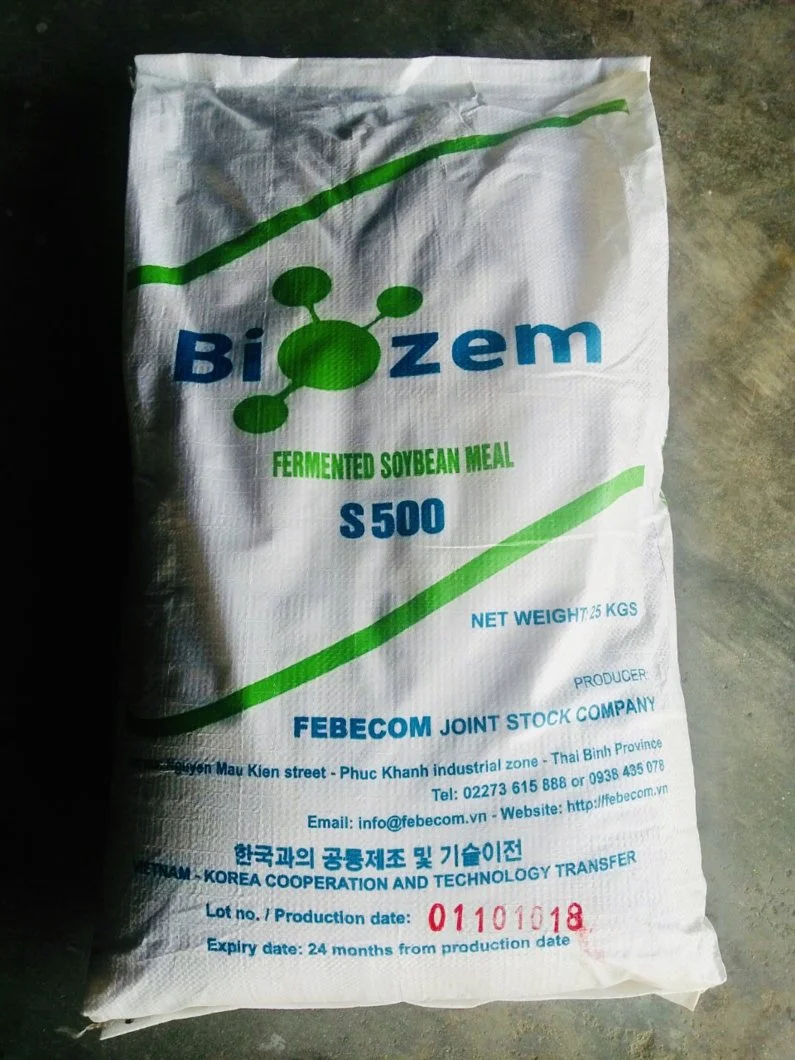 BiOzem
FERMENTED SOYBEAN MEAL
S500
NET WEIGHT 25 KGS
PRODUCER
FEBECOM JOINT STOCK COMPANY
Nguyen Mau Kien street - Phuc Khanh industrial zone - Thai Binh Province
Tel: 02273 615 888 or 0938 435 078
Email: info@febecom.vn - Website: http://febecom.vn
한국과의 공통제조 및 기술이전
VIETNAM - KOREA COOPERATION AND TECHNOLOGY TRANSFER
Lot no. / Production date: 01101018
Expiry date: 24 months from production date